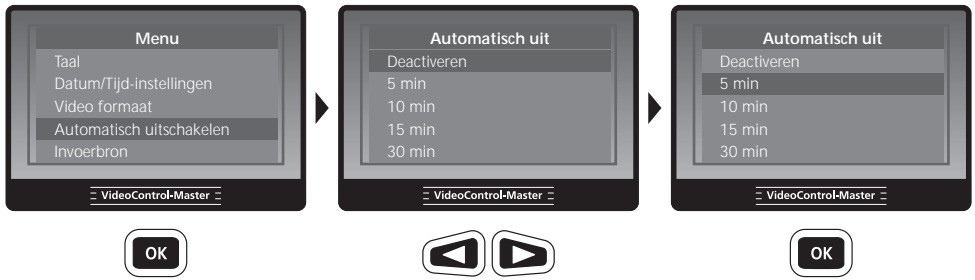 Menu
Taal
Datum/Tijd-instellingen
Video formaat
Automatisch uitschakelen
Invoerbron
VideoControl-Master
OK
Automatisch uit
Deactiveren
5 min
10 min
15 min
30 min
VideoControl-Master
Automatisch uit
Deactiveren
5 min
10 min
15 min
30 min
VideoControl-Master
OK